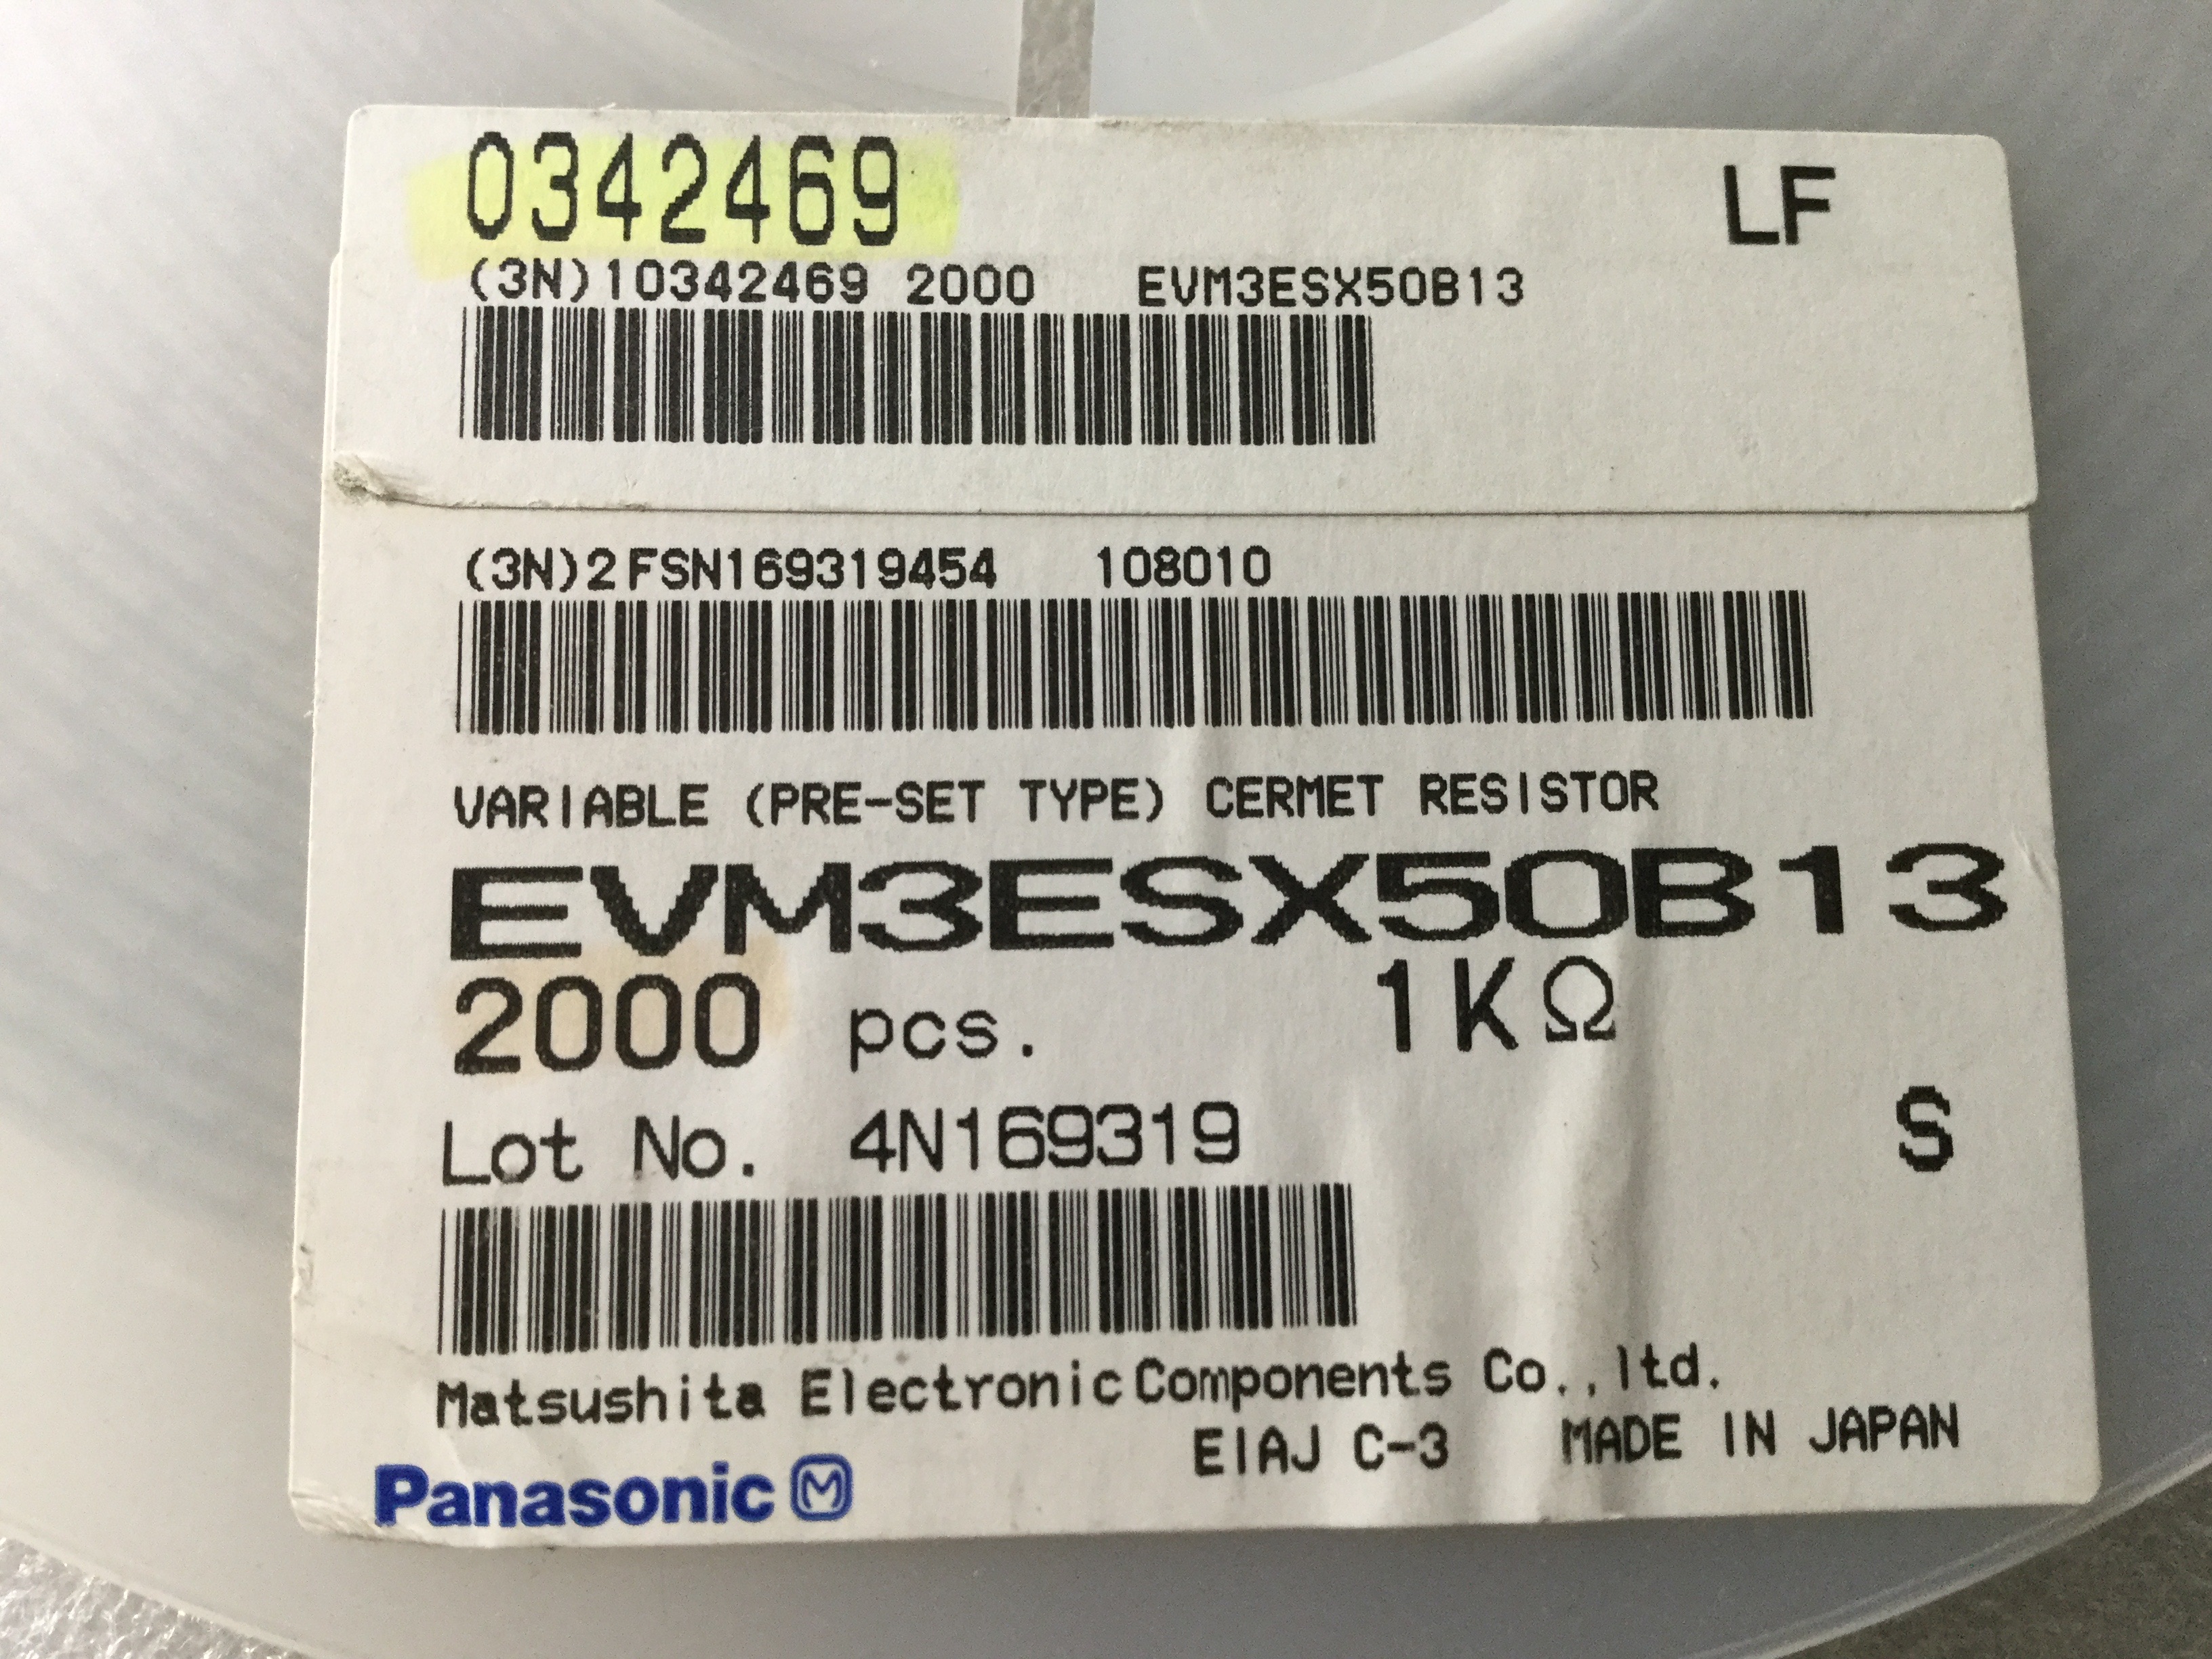 0342469 LF
(3N)10342469 2000 EVM3ESX50B13
(3N)2FSN169319454 108010
VARIABLE (PRE-SET TYPE) CERMET RESISTOR
EVM3ESX50B13
2000 pcs. 1KΩ
Lot No. 4N169319 S
Matsushita Electronic Components Co.,ltd.
EIAJ C-3 MADE IN JAPAN
Panasonic M